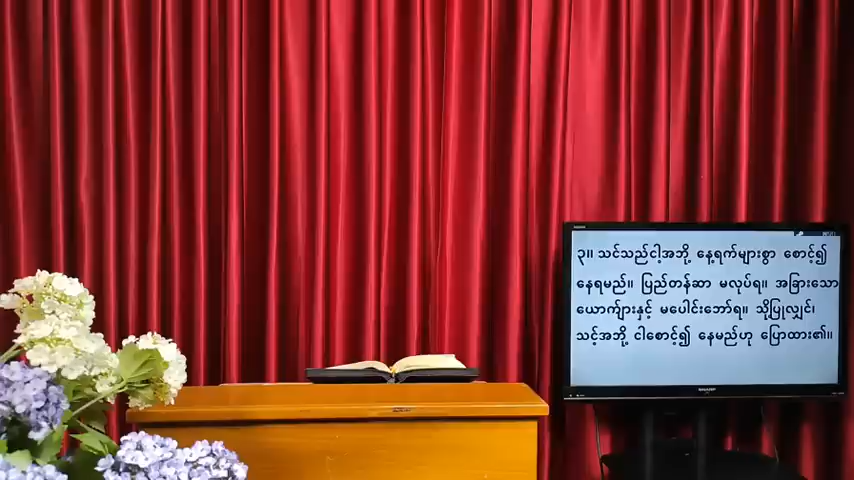 ၃။ သင်သည်ငါ့အဘို့ နေ့ရက်များစွာ စောင့်၍
နေရမည်။ ပြည်တန်ဆာ မလုပ်ရ။ အခြားသော
ယောက်ျားနှင့် မပေါင်းဘော်ရ။ သို့ပြုလျှင်၊
သင့်အဘို့ ငါစောင့်၍ နေမည်ဟု ပြောထား၏။
SHARP